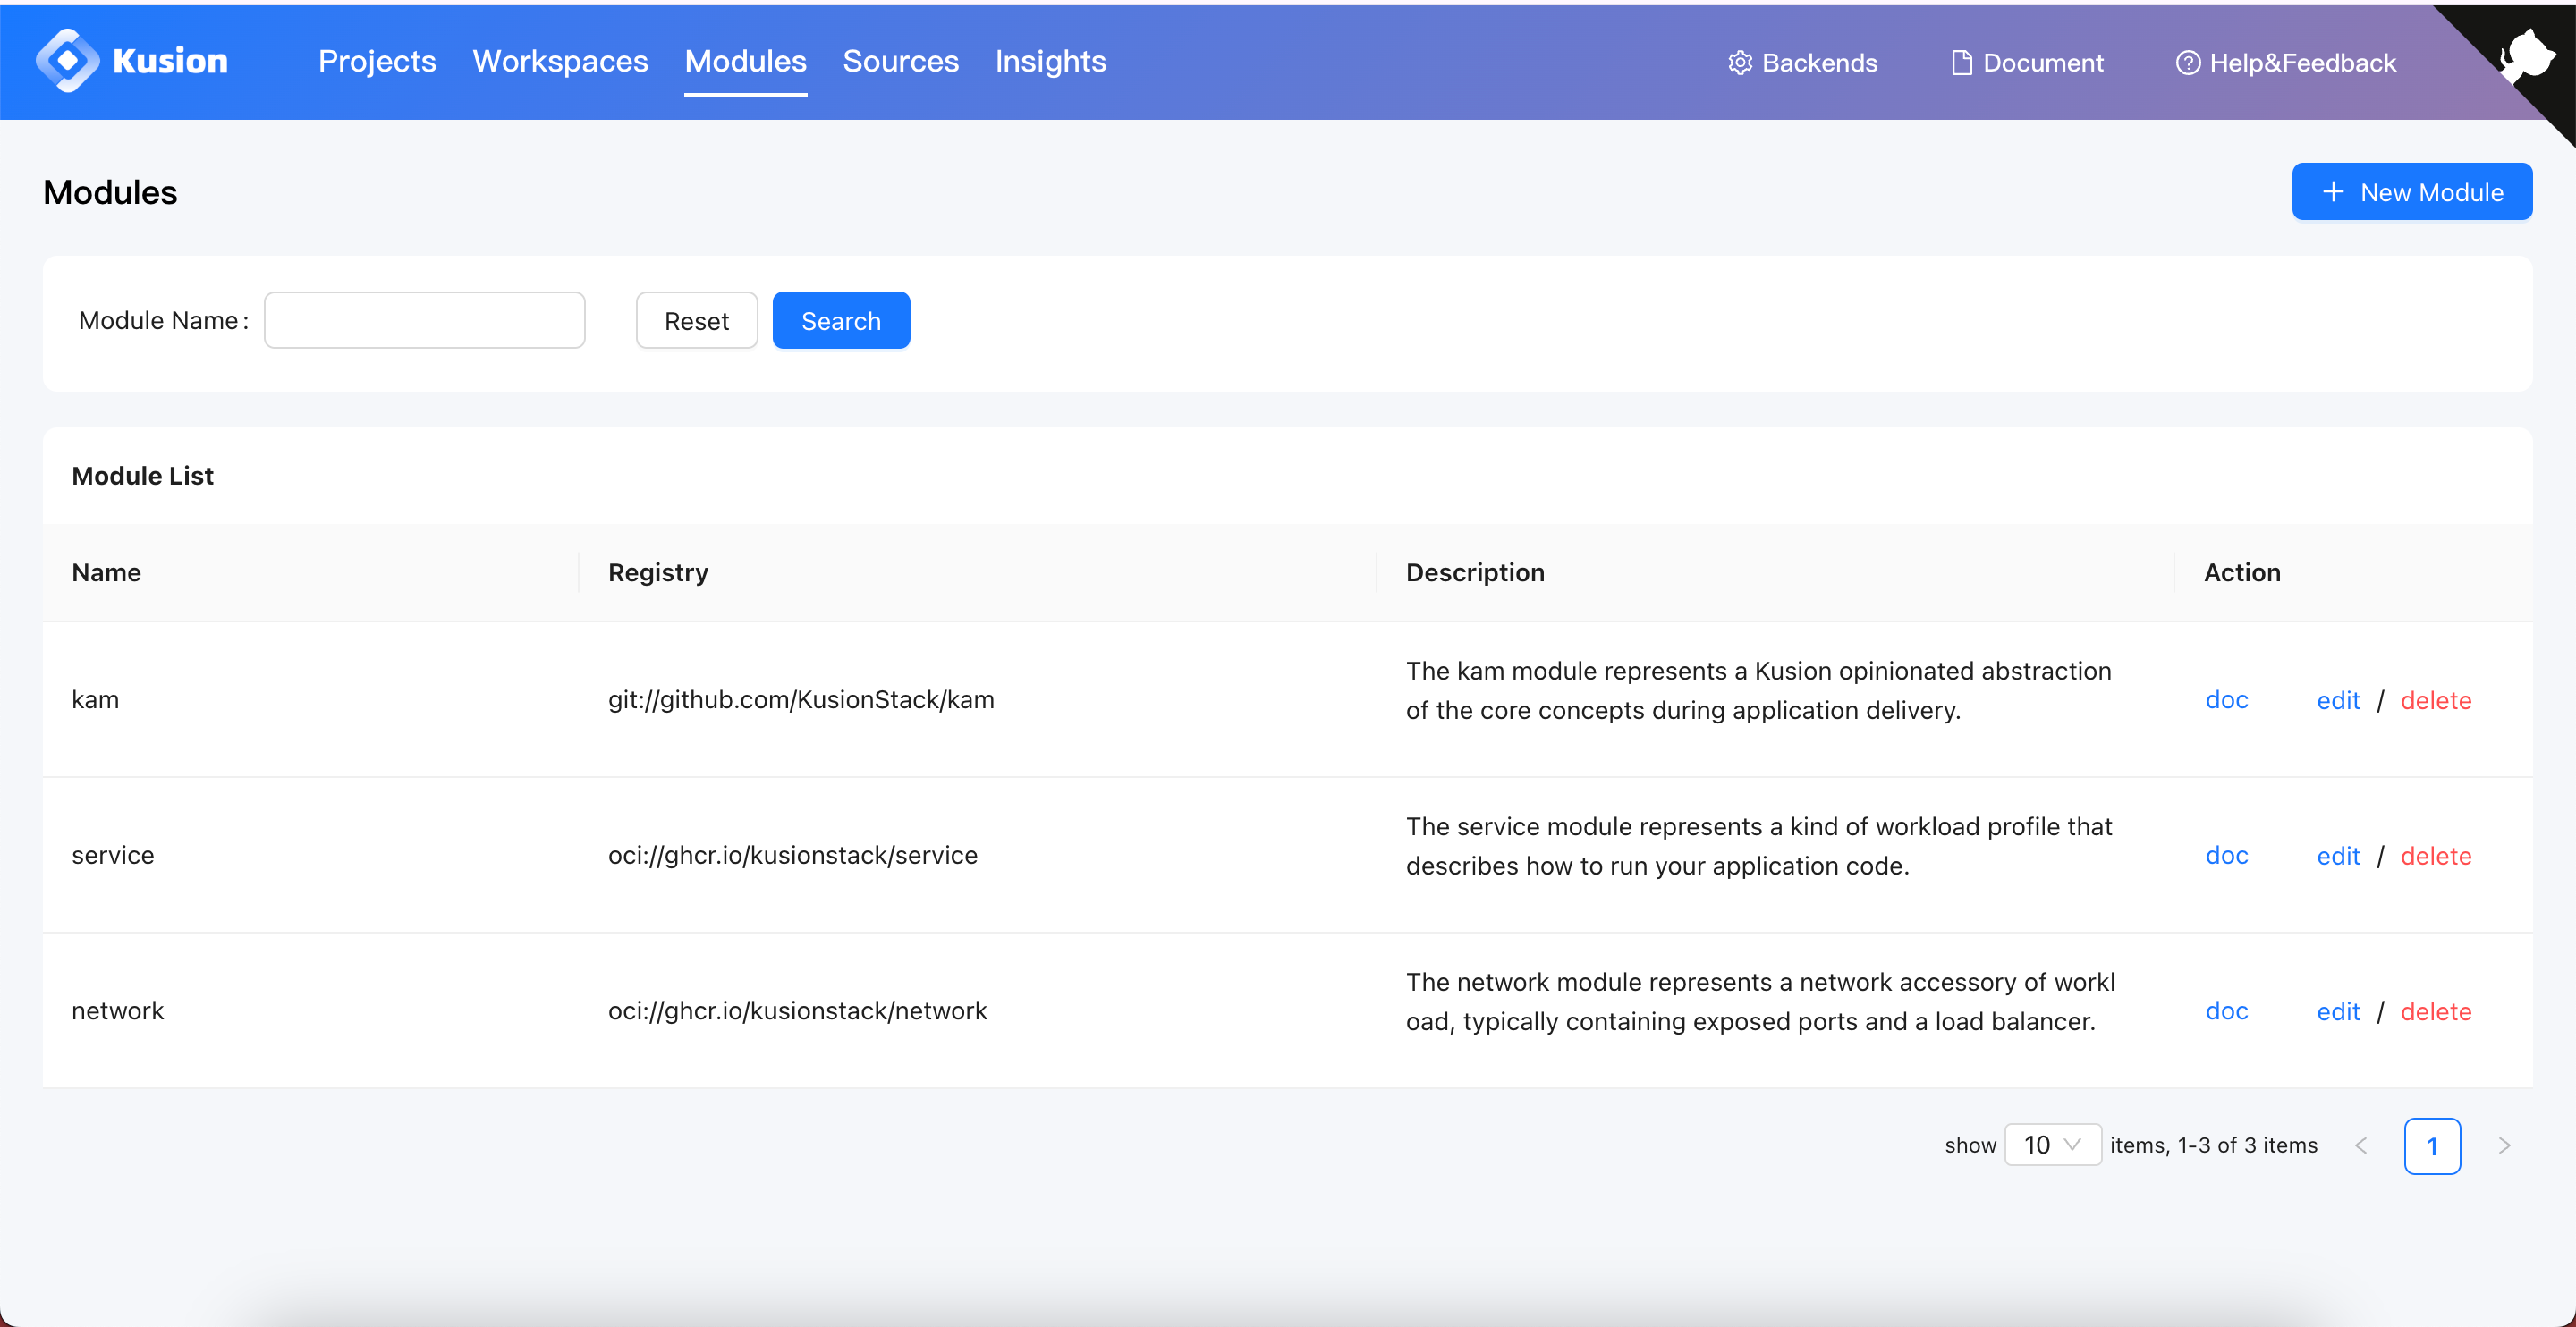 Kusion
Projects Workspaces Modules Sources Insights
Backends Document Help&Feedback
Modules
New Module
Module Name:
Reset Search
Module List
Name Registry Description Action
kam git://github.com/KusionStack/kam The kam module represents a Kusion opinionated abstraction
of the core concepts during application delivery.
doc edit / delete
service oci://ghcr.io/kusionstack/service The service module represents a kind of workload profile that
describes how to run your application code.
doc edit / delete
network oci://ghcr.io/kusionstack/network The network module represents a network accessory of workl
oad, typically containing exposed ports and a load balancer.
doc edit / delete
show 10 items, 1-3 of 3 items < 1 >